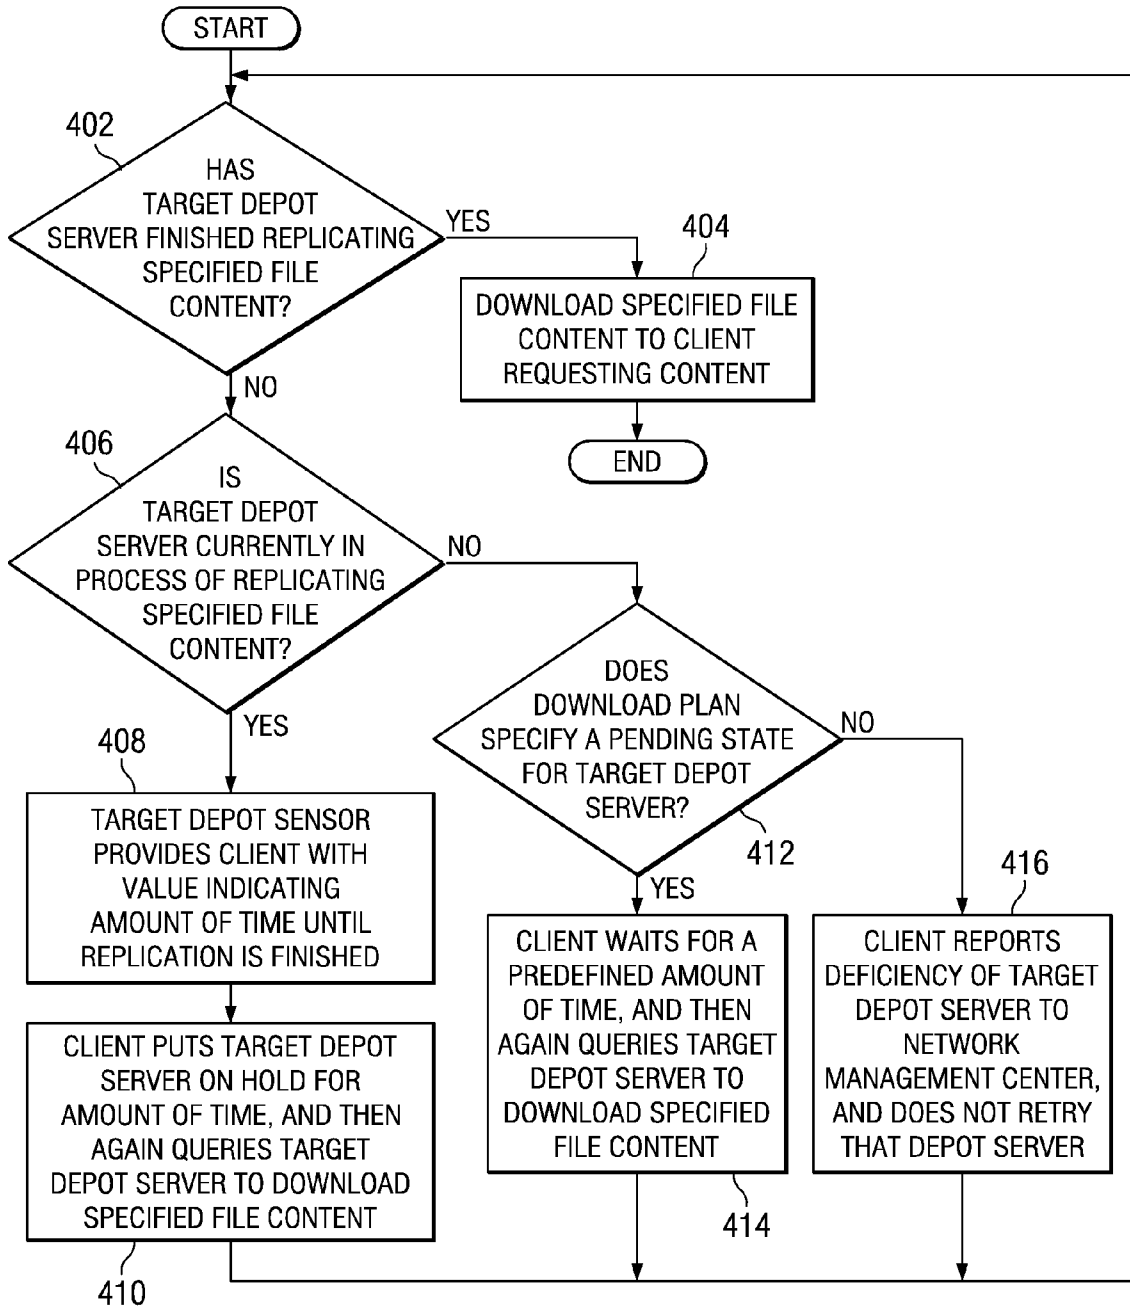 START
402
HAS
TARGET DEPOT
SERVER FINISHED REPLICATING
SPECIFIED FILE
CONTENT?
YES
404
DOWNLOAD SPECIFIED FILE
CONTENT TO CLIENT
REQUESTING CONTENT
END
NO
406
IS
TARGET DEPOT
SERVER CURRENTLY IN
PROCESS OF REPLICATING
SPECIFIED FILE
CONTENT?
NO
YES
408
TARGET DEPOT SENSOR
PROVIDES CLIENT WITH
VALUE INDICATING
AMOUNT OF TIME UNTIL
REPLICATION IS FINISHED
CLIENT PUTS TARGET DEPOT
SERVER ON HOLD FOR
AMOUNT OF TIME, AND THEN
AGAIN QUERIES TARGET
DEPOT SERVER TO DOWNLOAD
SPECIFIED FILE CONTENT
410
DOES
DOWNLOAD PLAN
SPECIFY A PENDING STATE
FOR TARGET DEPOT
SERVER?
412
NO
YES
CLIENT WAITS FOR A
PREDEFINED AMOUNT
OF TIME, AND THEN
AGAIN QUERIES TARGET
DEPOT SERVER TO
DOWNLOAD SPECIFIED
FILE CONTENT
414
416
CLIENT REPORTS
DEFICIENCY OF TARGET
DEPOT SERVER TO
NETWORK
MANAGEMENT CENTER,
AND DOES NOT RETRY
THAT DEPOT SERVER